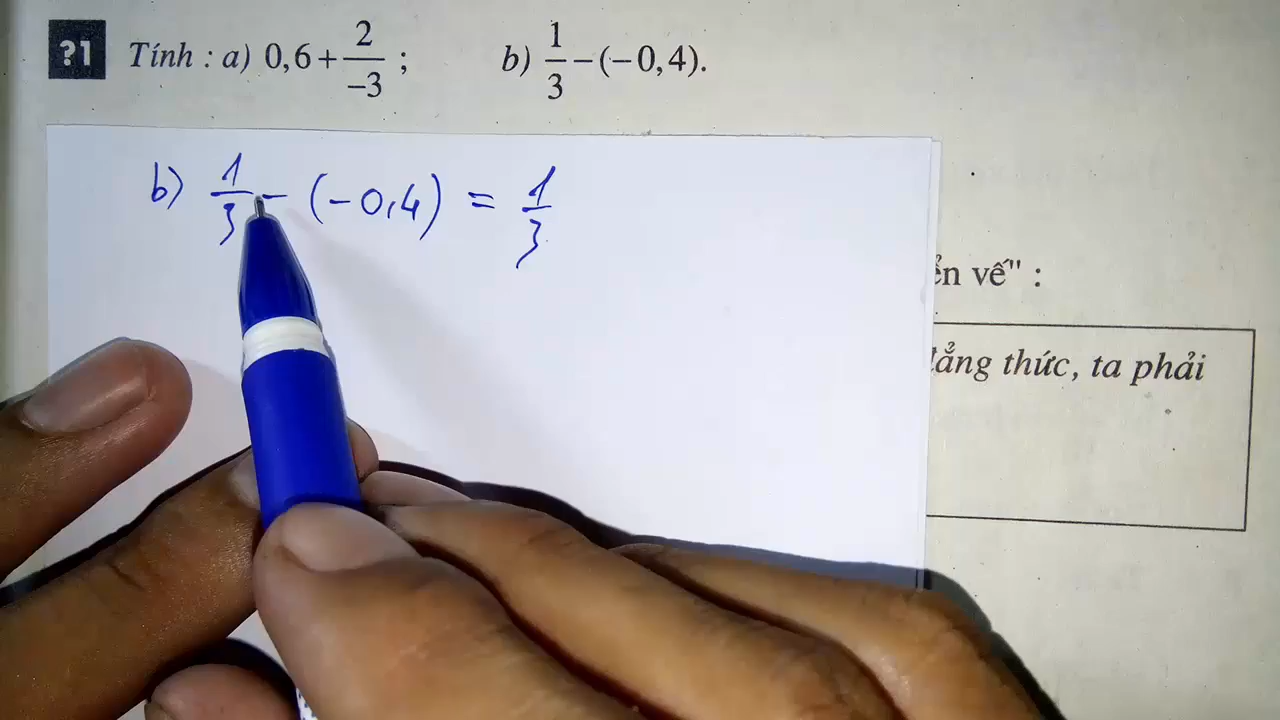 ?1 Tính : a) 0,6 + 2/-3 ; b) 1/3 - (-0,4).
b) 1/3 - (-0,4) = 1/3
ển vế" :
đẳng thức, ta phải